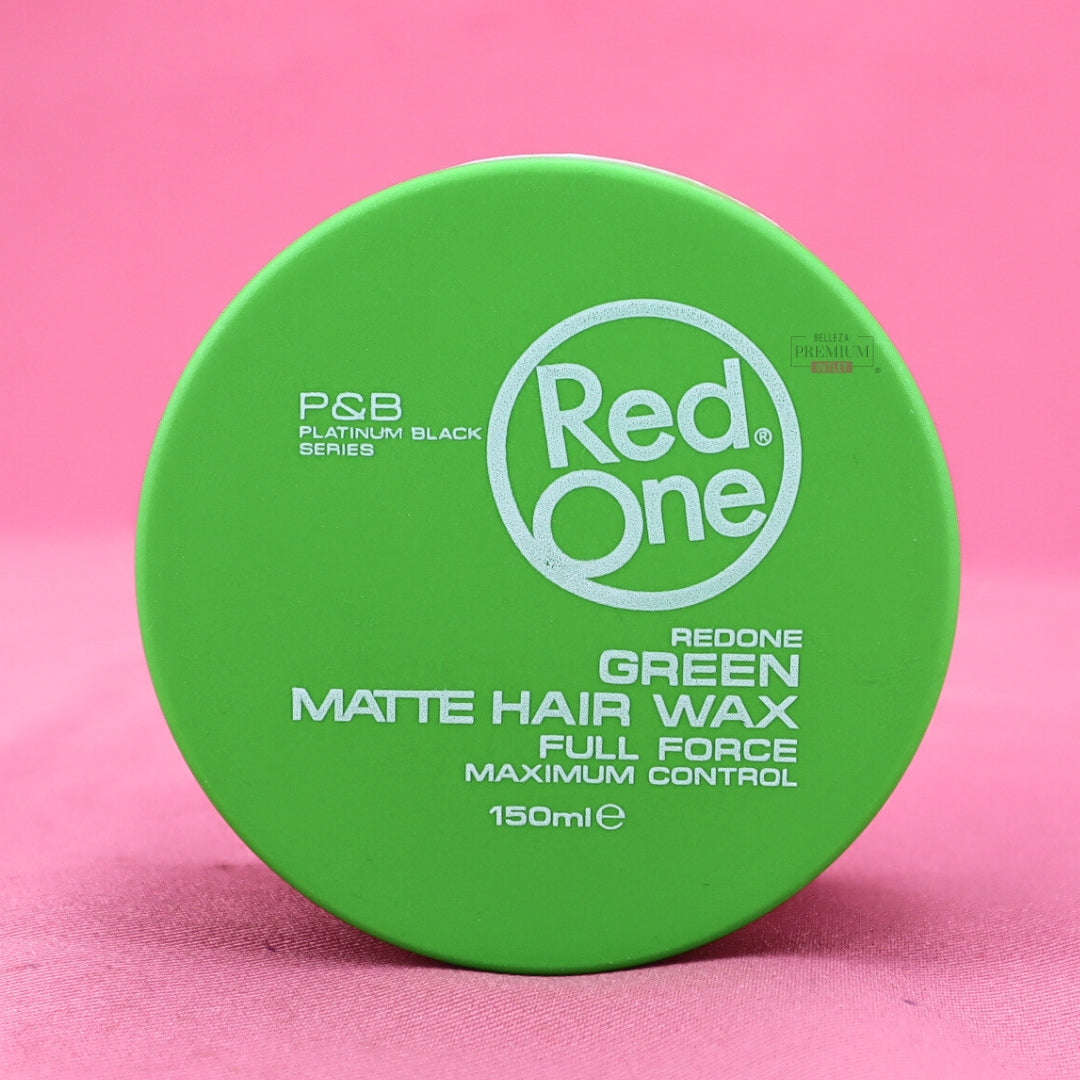 BELLEZA
PREMIUM
OUTLET
®
P&B
PLATINUM BLACK
SERIES
Red®
One
REDONE
GREEN
MATTE HAIR WAX
FULL FORCE
MAXIMUM CONTROL
150ml℮